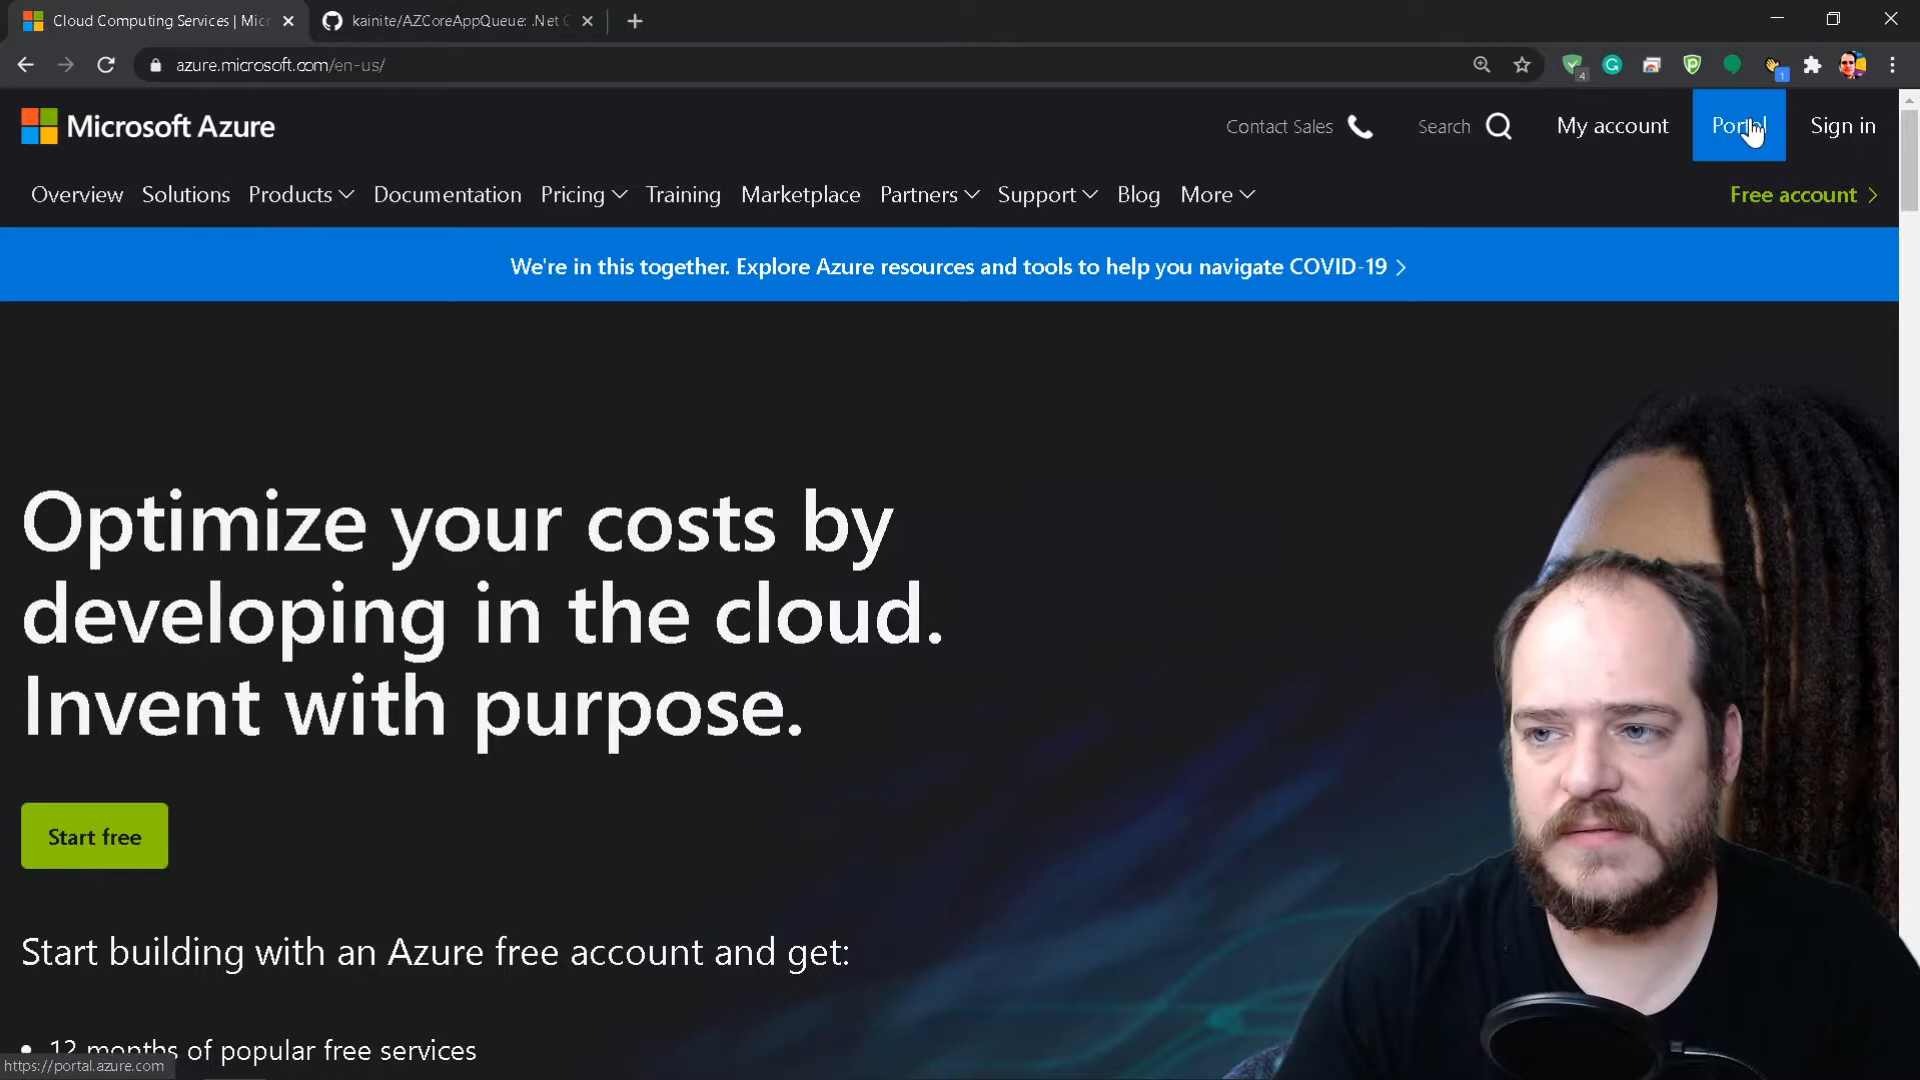 Cloud Computing Services | Mic
kainite/AZCoreAppQueue: .Net C
azure.microsoft.com/en-us/
4
1
Microsoft Azure
Contact Sales
Search
My account
Portal
Sign in
Overview
Solutions
Products
Documentation
Pricing
Training
Marketplace
Partners
Support
Blog
More
Free account
We're in this together. Explore Azure resources and tools to help you navigate COVID-19
Optimize your costs by
developing in the cloud.
Invent with purpose.
Start free
Start building with an Azure free account and get:
12 months of popular free services
https://portal.azure.com